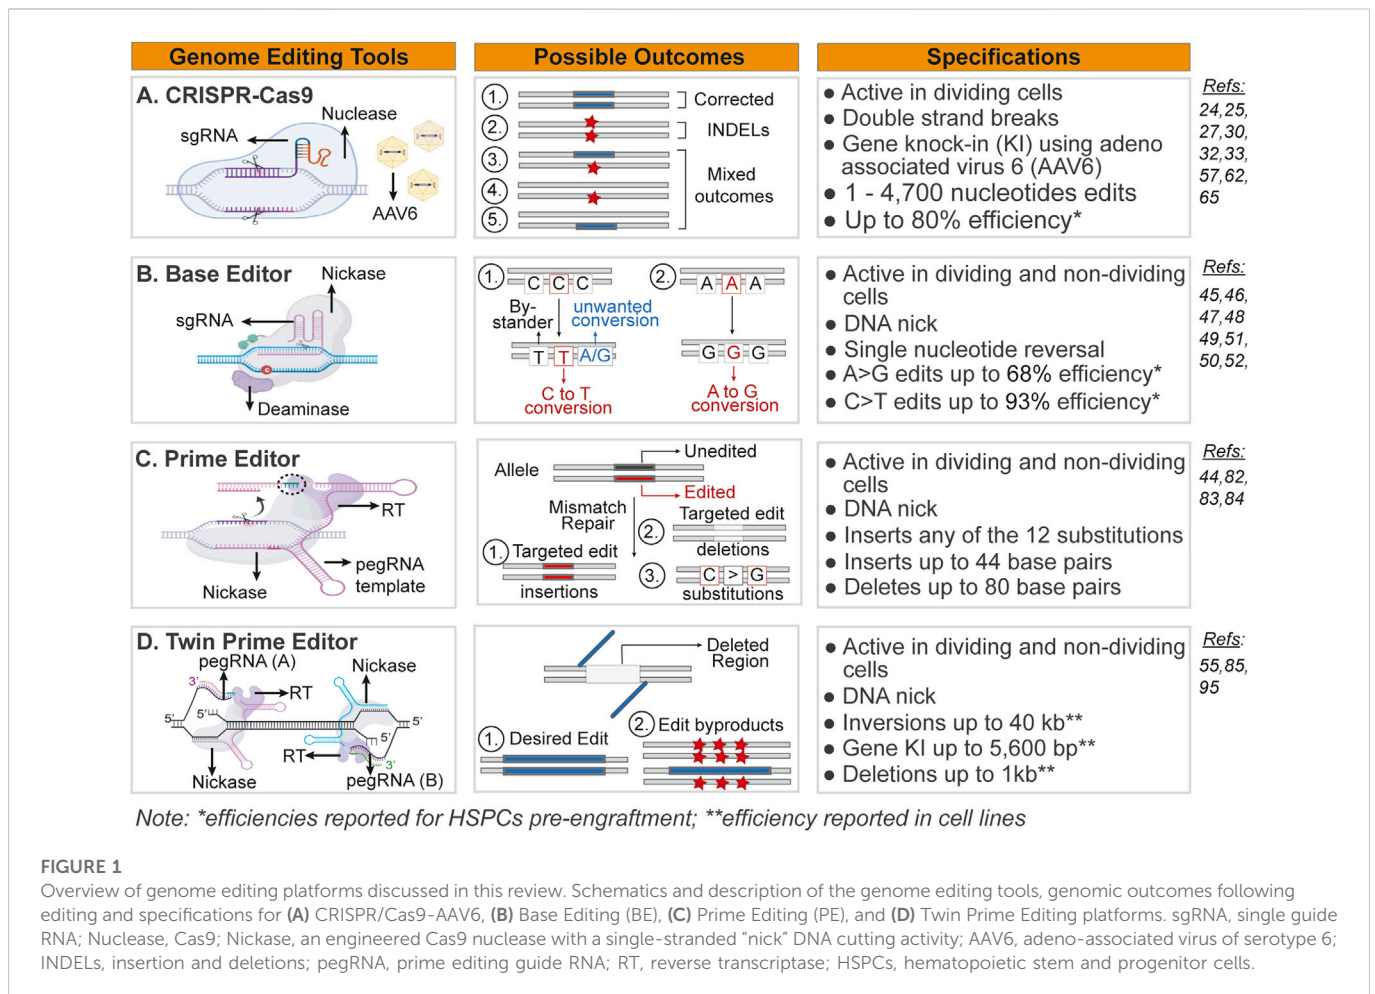 Genome Editing Tools
Possible Outcomes
Specifications
A. CRISPR-Cas9
Nuclease
sgRNA
AAV6
1.
Corrected
2.
INDELs
3.
4.
Mixed
outcomes
5.
● Active in dividing cells
● Double strand breaks
● Gene knock-in (KI) using adeno
associated virus 6 (AAV6)
● 1 - 4,700 nucleotides edits
● Up to 80% efficiency*
Refs:
24,25,
27,30,
32,33,
57,62,
65
B. Base Editor
Nickase
sgRNA
C
Deaminase
1.
C C C
By-
stander
unwanted
conversion
T T A/G
C to T
conversion
2.
A A A
G G G
A to G
conversion
● Active in dividing and non-dividing
cells
● DNA nick
● Single nucleotide reversal
● A>G edits up to 68% efficiency*
● C>T edits up to 93% efficiency*
Refs:
45,46,
47,48
49,51,
50,52,
C. Prime Editor
RT
pegRNA
template
Nickase
Allele
Unedited
Edited
Mismatch
Repair
1. Targeted edit
insertions
Targeted edit
2.
deletions
3.
C > G
substitutions
● Active in dividing and non-dividing
cells
● DNA nick
● Inserts any of the 12 substitutions
● Inserts up to 44 base pairs
● Deletes up to 80 base pairs
Refs:
44,82,
83,84
D. Twin Prime Editor
pegRNA (A)
Nickase
3'
RT
5'
5'
5'
5'
RT
3'
Nickase
pegRNA (B)
Deleted
Region
1. Desired Edit
2. Edit byproducts
● Active in dividing and non-dividing
cells
● DNA nick
● Inversions up to 40 kb**
● Gene KI up to 5,600 bp**
● Deletions up to 1kb**
Refs:
55,85,
95
Note: *efficiencies reported for HSPCs pre-engraftment; **efficiency reported in cell lines
FIGURE 1
Overview of genome editing platforms discussed in this review. Schematics and description of the genome editing tools, genomic outcomes following
editing and specifications for (A) CRISPR/Cas9-AAV6, (B) Base Editing (BE), (C) Prime Editing (PE), and (D) Twin Prime Editing platforms. sgRNA, single guide
RNA; Nuclease, Cas9; Nickase, an engineered Cas9 nuclease with a single-stranded “nick” DNA cutting activity; AAV6, adeno-associated virus of serotype 6;
INDELs, insertion and deletions; pegRNA, prime editing guide RNA; RT, reverse transcriptase; HSPCs, hematopoietic stem and progenitor cells.